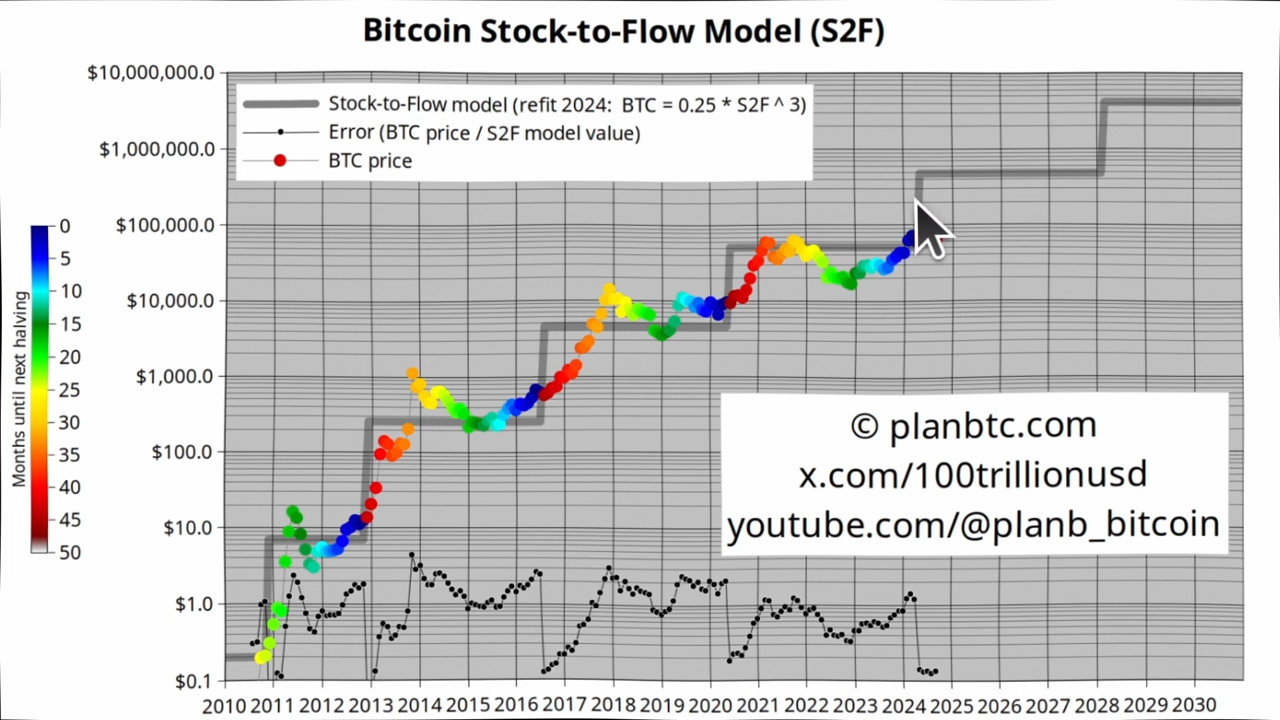 Bitcoin Stock-to-Flow Model (S2F)
$10,000,000.0
$1,000,000.0
$100,000.0
$10,000.0
$1,000.0
$100.0
$10.0
$1.0
$0.1
Stock-to-Flow model (refit 2024: BTC = 0.25 * S2F ^ 3)
Error (BTC price / S2F model value)
BTC price
Months until next halving
0
5
10
15
20
25
30
35
40
45
50
© planbtc.com
x.com/100trillionusd
youtube.com/@planb_bitcoin
2010 2011 2012 2013 2014 2015 2016 2017 2018 2019 2020 2021 2022 2023 2024 2025 2026 2027 2028 2029 2030